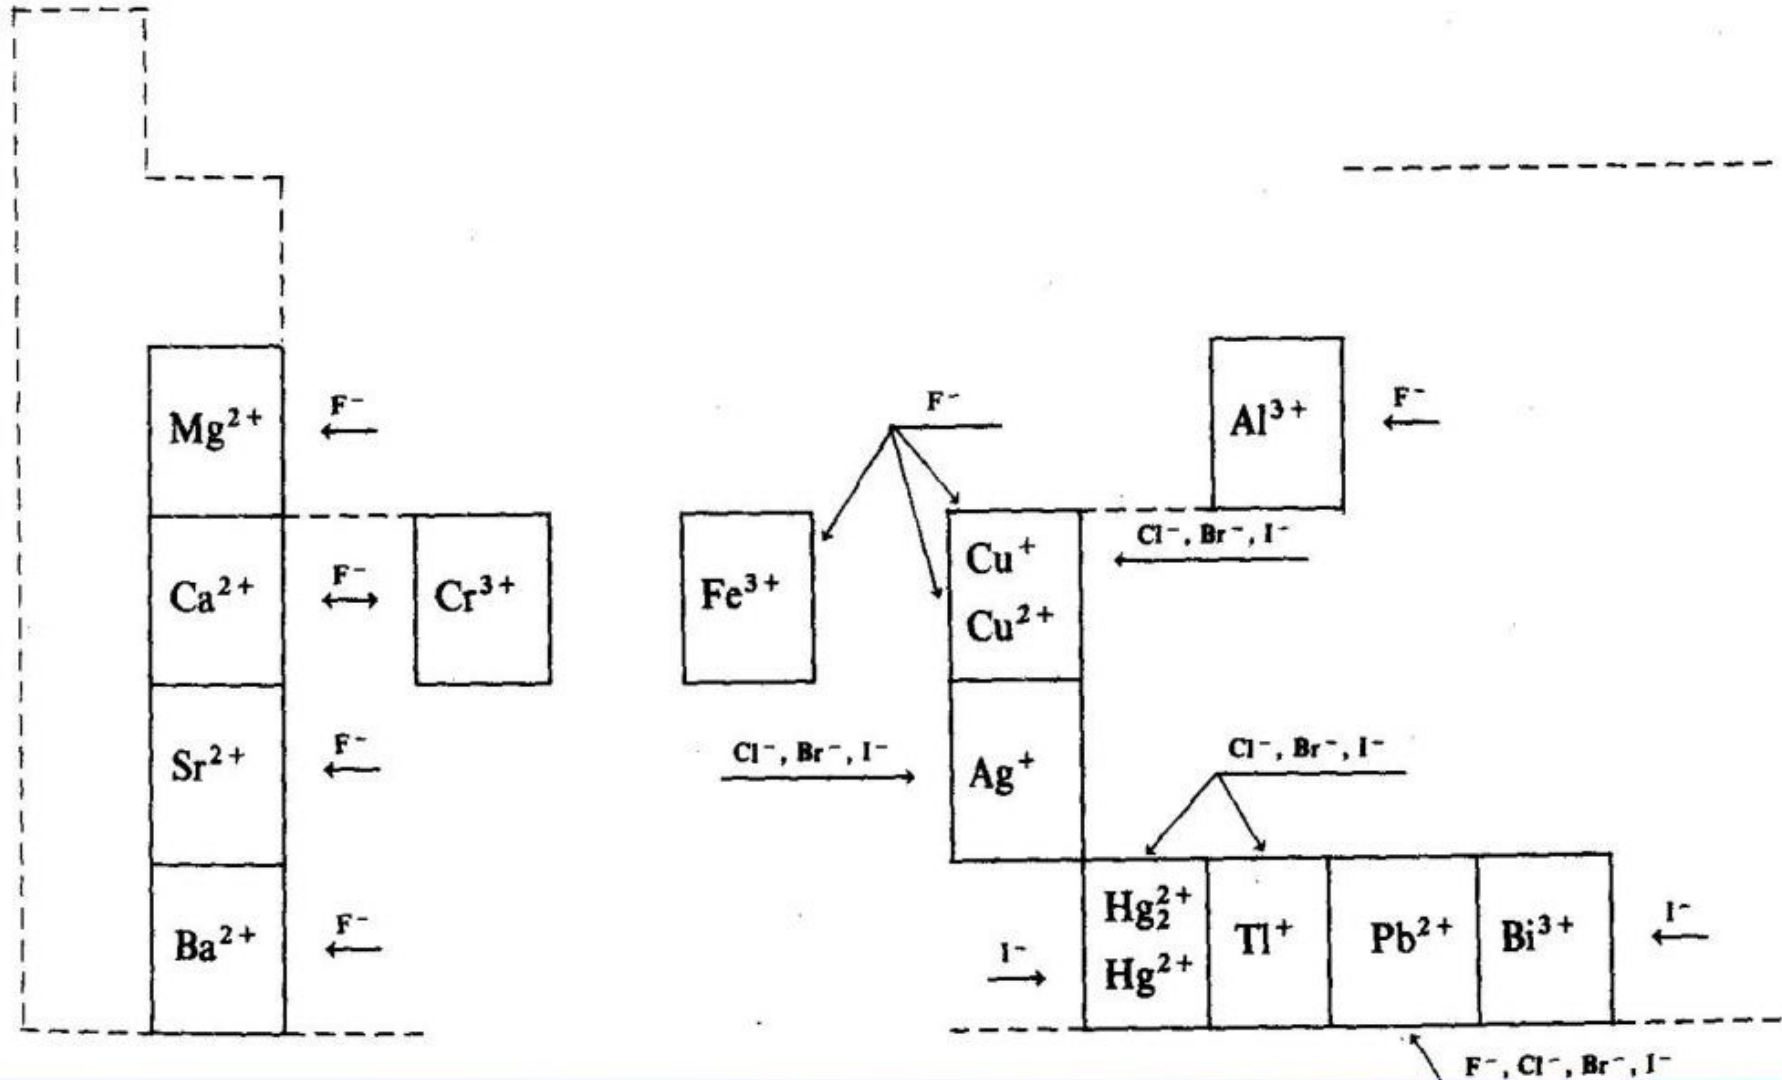 F⁻
Al³⁺
F⁻
Mg²⁺
F⁻
Cl⁻, Br⁻, I⁻
Cu⁺
Ca²⁺
F⁻
Cr³⁺
Fe³⁺
Cu²⁺
Sr²⁺
F⁻
Cl⁻, Br⁻, I⁻
Ag⁺
Cl⁻, Br⁻, I⁻
Hg₂²⁺
Ba²⁺
F⁻
I⁻
Hg²⁺
Tl⁺
Pb²⁺
Bi³⁺
I⁻
F⁻, Cl⁻, Br⁻, I⁻